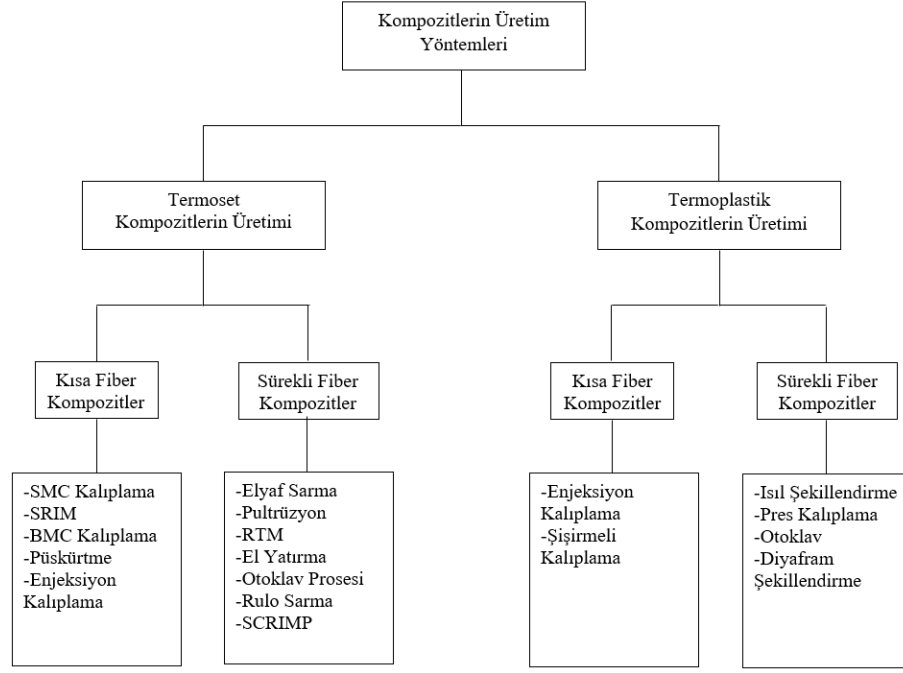 Kompozitlerin Üretim
Yöntemleri
Termoset
Kompozitlerin Üretimi
Termoplastik
Kompozitlerin Üretimi
Kısa Fiber
Kompozitler
Sürekli Fiber
Kompozitler
Kısa Fiber
Kompozitler
Sürekli Fiber
Kompozitler
-SMC Kalıplama
-SRIM
-BMC Kalıplama
-Püskürtme
-Enjeksiyon
Kalıplama
-Elyaf Sarma
-Pultrüzyon
-RTM
-El Yatırma
-Otoklav Prosesi
-Rulo Sarma
-SCRIMP
-Enjeksiyon
Kalıplama
-Şişirmeli
Kalıplama
-Isıl Şekillendirme
-Pres Kalıplama
-Otoklav
-Diyafram
Şekillendirme